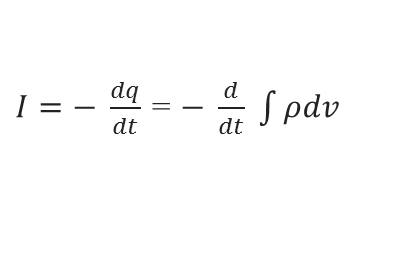 I = − dq/dt = − d/dt ∫ ρdv